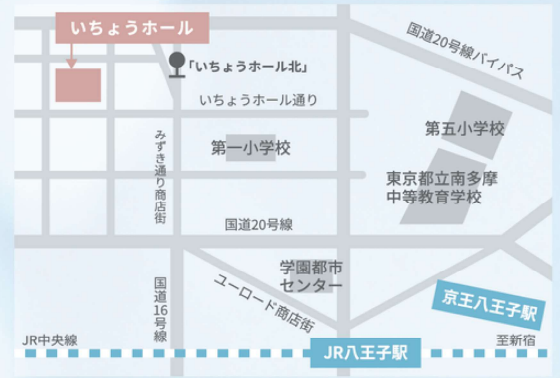 いちょうホール
国道20号線バイパス
「いちょうホール北」
いちょうホール通り
第五小学校
みずき通り商店街
第一小学校
東京都立南多摩
中等教育学校
国道20号線
学園都市
センター
国道16号線
ユーロード商店街
京王八王子駅
JR中央線
JR八王子駅
至新宿